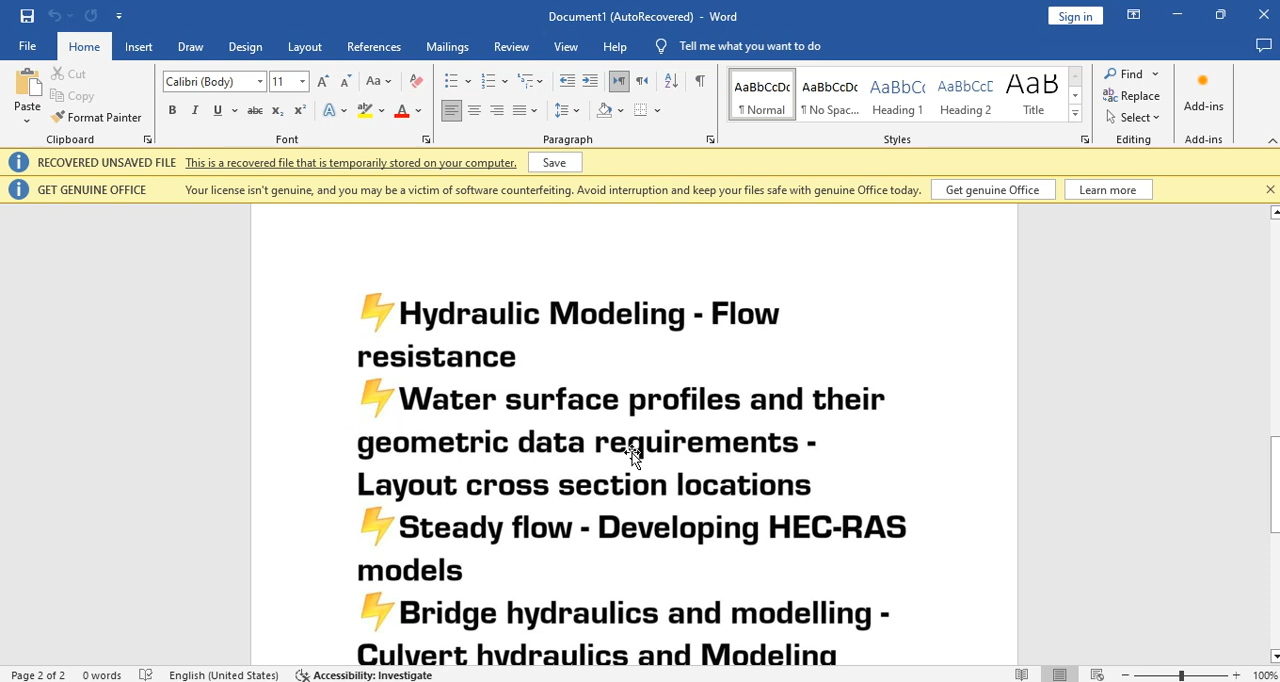 Document1 (AutoRecovered) - Word
Sign in
File Home Insert Draw Design Layout References Mailings Review View Help Tell me what you want to do
Paste
Cut
Copy
Format Painter
Clipboard
Calibri (Body) 11
Font
Paragraph
AaBbCcDc AaBbCcDc AaBbCc AaBbCcD AaB
¶ Normal ¶ No Spac... Heading 1 Heading 2 Title
Styles
Find
Replace
Select
Editing
Add-ins
Add-ins
RECOVERED UNSAVED FILE This is a recovered file that is temporarily stored on your computer. Save
GET GENUINE OFFICE Your license isn't genuine, and you may be a victim of software counterfeiting. Avoid interruption and keep your files safe with genuine Office today. Get genuine Office Learn more
⚡Hydraulic Modeling - Flow
resistance
⚡Water surface profiles and their
geometric data requirements -
Layout cross section locations
⚡Steady flow - Developing HEC-RAS
models
⚡Bridge hydraulics and modelling -
Culvert hydraulics and Modeling
Page 2 of 2 0 words English (United States) Accessibility: Investigate 100%